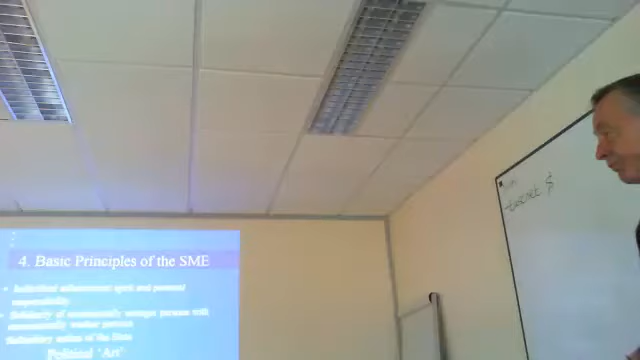 4. Basic Principles of the SME
Individual advancement spirit and personal
responsibility
Solidarity of economically stronger persons with
economically weaker persons
Subsidiary action of the State
Political "Art"
$